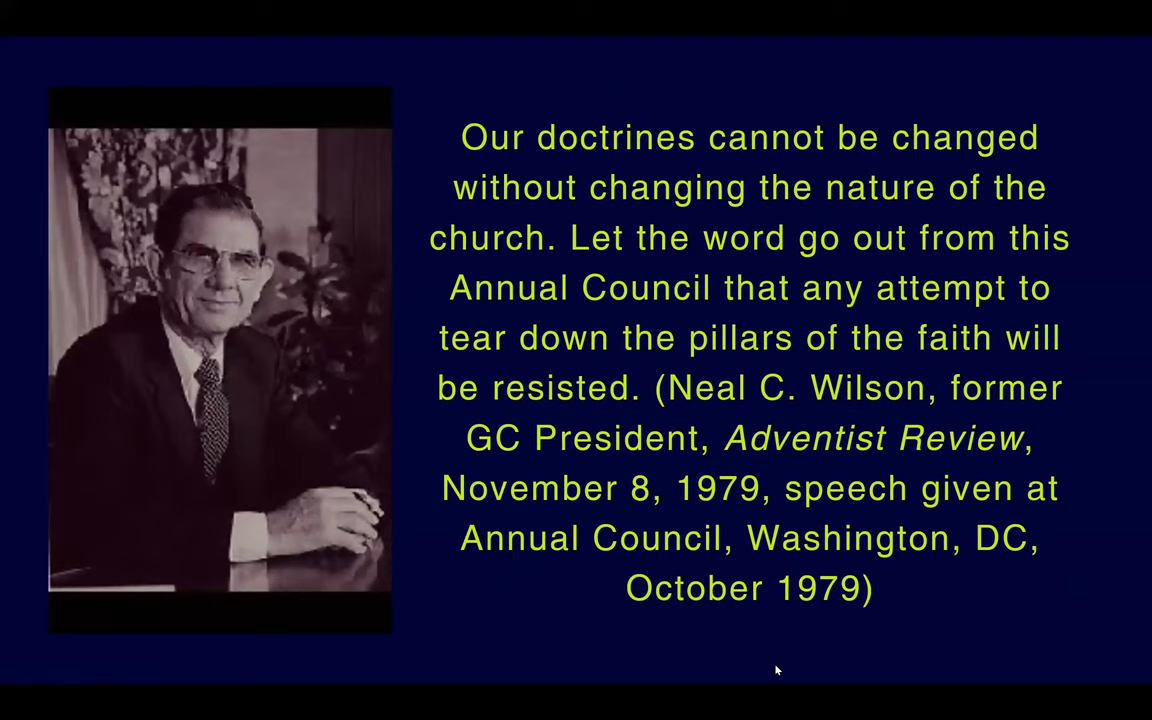 Our doctrines cannot be changed
without changing the nature of the
church. Let the word go out from this
Annual Council that any attempt to
tear down the pillars of the faith will
be resisted. (Neal C. Wilson, former
GC President, Adventist Review,
November 8, 1979, speech given at
Annual Council, Washington, DC,
October 1979)